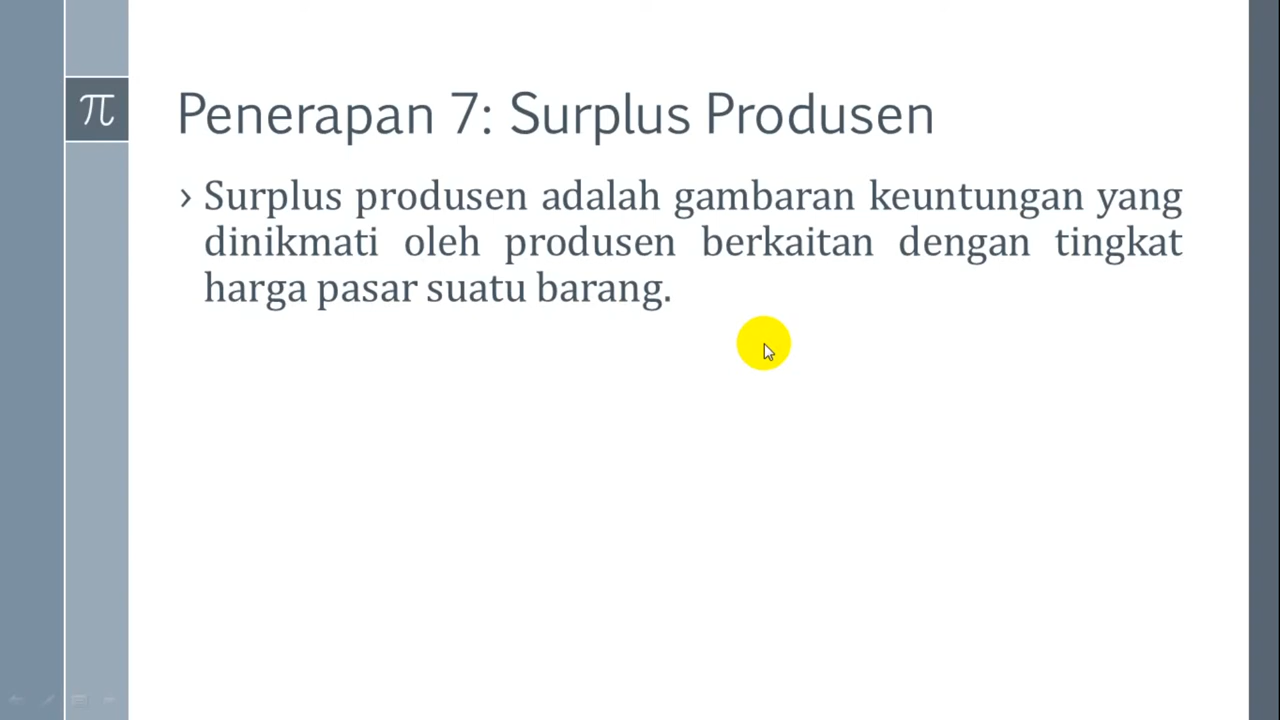 π
Penerapan 7: Surplus Produsen
› Surplus produsen adalah gambaran keuntungan yang
dinikmati oleh produsen berkaitan dengan tingkat
harga pasar suatu barang.